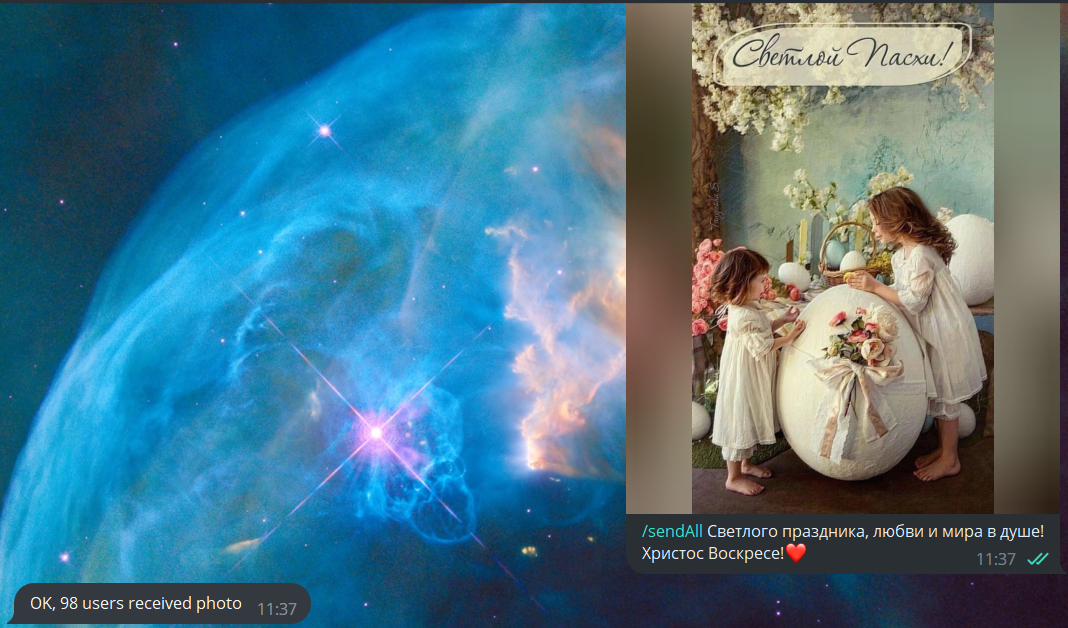 Светлой Пасхи!
/sendAll Светлого праздника, любви и мира в душе!
Христос Воскресе!❤️
11:37
OK, 98 users received photo 11:37